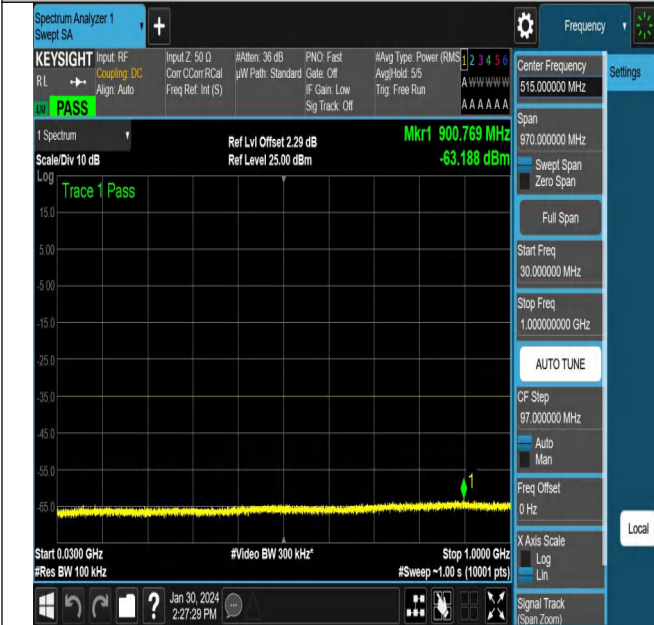 Spectrum Analyzer 1
Swept SA
+
Frequency
KEYSIGHT
RL
PASS
Input: RF
Coupling: DC
Align: Auto
Input Z: 50 Ω
Corr CCorr RCal
Freq Ref: Int (S)
#Atten: 36 dB
µW Path: Standard
PNO: Fast
Gate: Off
IF Gain: Low
Sig Track: Off
#Avg Type: Power (RMS)
Avg|Hold: 5/5
Trig: Free Run
1 2 3 4 5 6
A W W W W W
A A A A A A
1 Spectrum
Scale/Div 10 dB
Ref Lvl Offset 2.29 dB
Ref Level 25.00 dBm
Mkr1 900.769 MHz
-63.188 dBm
Log
Trace 1 Pass
15.0
5.00
-5.00
-15.0
-25.0
-35.0
-45.0
-55.0
-65.0
1
Start 0.0300 GHz
#Res BW 100 kHz
#Video BW 300 kHz*
Stop 1.0000 GHz
#Sweep ~1.00 s (10001 pts)
?
Jan 30, 2024
2:27:29 PM
Center Frequency
515.000000 MHz
Span
970.000000 MHz
Swept Span
Zero Span
Full Span
Start Freq
30.000000 MHz
Stop Freq
1.000000000 GHz
AUTO TUNE
CF Step
97.000000 MHz
Auto
Man
Freq Offset
0 Hz
X Axis Scale
Log
Lin
Signal Track
(Span Zoom)
Settings
Local